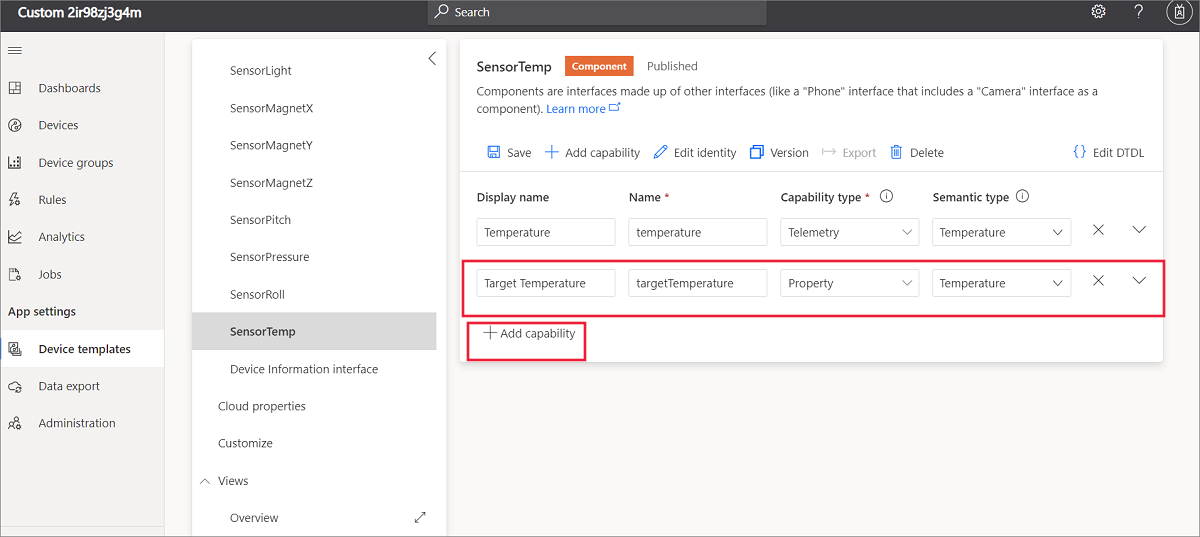 Custom 2ir98zj3g4m
Search
?
Dashboards
Devices
Device groups
Rules
Analytics
Jobs
App settings
Device templates
Data export
Administration
SensorLight
SensorMagnetX
SensorMagnetY
SensorMagnetZ
SensorPitch
SensorPressure
SensorRoll
SensorTemp
Device Information interface
Cloud properties
Customize
Views
Overview
SensorTemp Component Published
Components are interfaces made up of other interfaces (like a "Phone" interface that includes a "Camera" interface as a
component). Learn more
Save + Add capability Edit identity Version Export Delete {} Edit DTDL
Display name Name * Capability type * Semantic type
Temperature temperature Telemetry Temperature
Target Temperature targetTemperature Property Temperature
+ Add capability